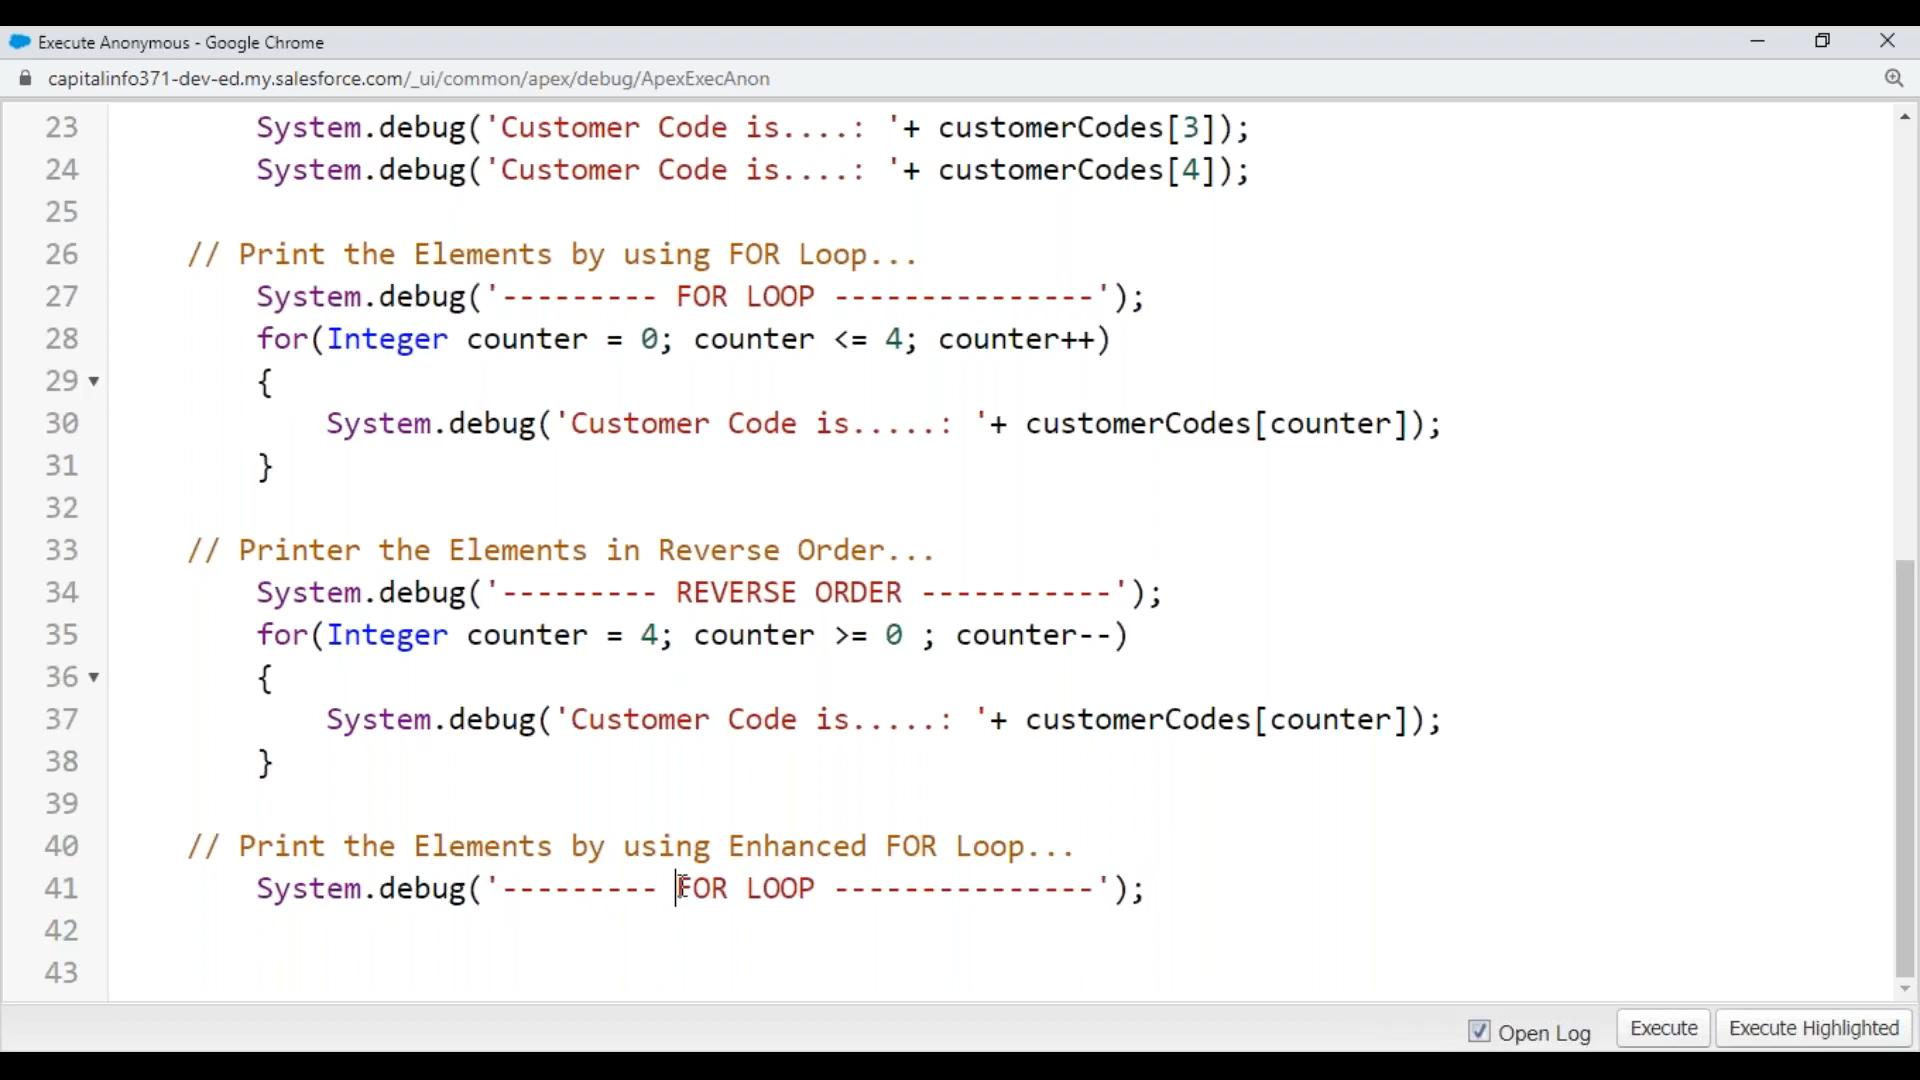 Execute Anonymous - Google Chrome
capitalinfo371-dev-ed.my.salesforce.com/_ui/common/apex/debug/ApexExecAnon
23 System.debug('Customer Code is....: '+ customerCodes[3]);
24 System.debug('Customer Code is....: '+ customerCodes[4]);
25
26 // Print the Elements by using FOR Loop...
27 System.debug('--------- FOR LOOP ---------------');
28 for(Integer counter = 0; counter <= 4; counter++)
29 {
30 System.debug('Customer Code is.....: '+ customerCodes[counter]);
31 }
32
33 // Printer the Elements in Reverse Order...
34 System.debug('--------- REVERSE ORDER -----------');
35 for(Integer counter = 4; counter >= 0 ; counter--)
36 {
37 System.debug('Customer Code is.....: '+ customerCodes[counter]);
38 }
39
40 // Print the Elements by using Enhanced FOR Loop...
41 System.debug('--------- FOR LOOP ---------------');
42
43
Open Log Execute Execute Highlighted